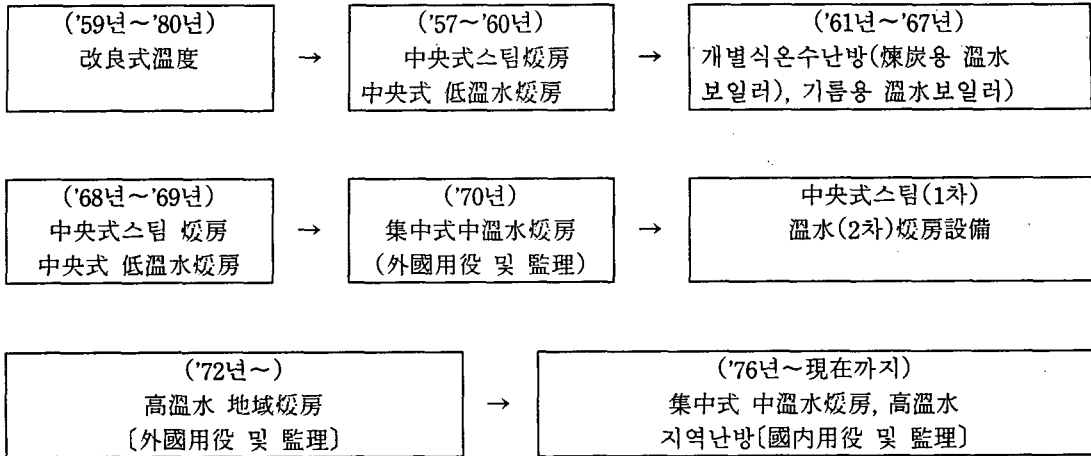 ('59년~'80년)
改良式溫度
→
('57~'60년)
中央式스팀煖房
中央式 低溫水煖房
→
('61년~'67년)
개별식온수난방(煉炭용 溫水
보일러), 기름용 溫水보일러)
('68년~'69년)
中央式스팀 煖房
中央式 低溫水煖房
→
('70년)
集中式中溫水煖房
(外國用役 및 監理)
→
中央式스팀(1차)
溫水(2차)煖房設備
('72년~)
高溫水 地域煖房
〔外國用役 및 監理〕
→
('76년~現在까지)
集中式 中溫水煖房, 高溫水
지역난방〔國內用役 및 監理〕